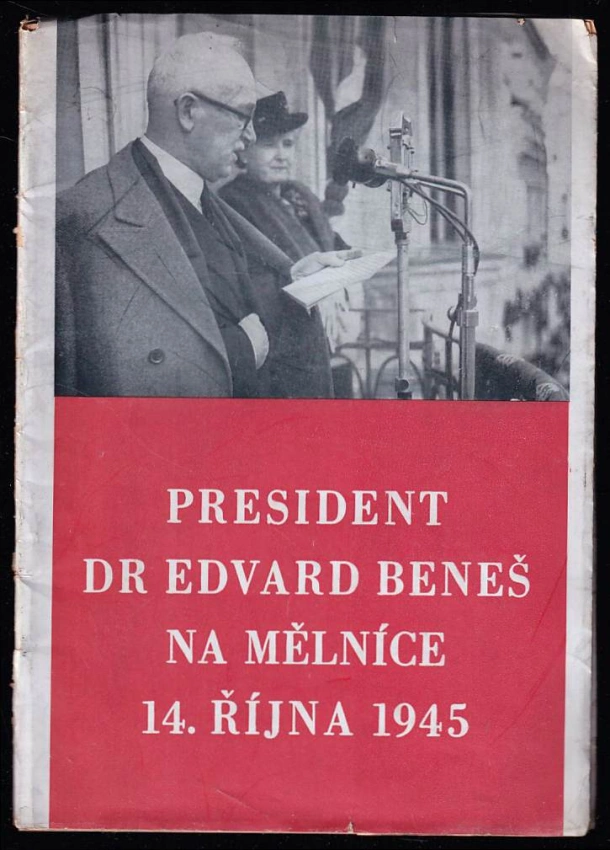 PRESIDENT
DR EDVARD BENEŠ
NA MĚLNÍCE
14. ŘÍJNA 1945